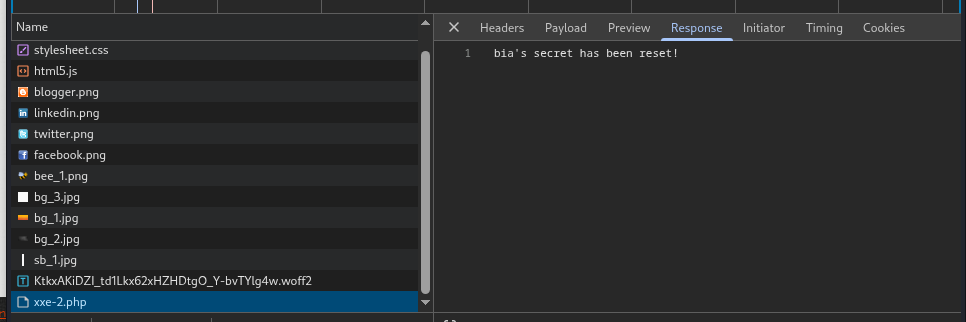 Name
Headers Payload Preview Response Initiator Timing Cookies
stylesheet.css
1 bia's secret has been reset!
html5.js
blogger.png
linkedin.png
twitter.png
facebook.png
bee_1.png
bg_3.jpg
bg_1.jpg
bg_2.jpg
sb_1.jpg
KtkxAKiDZI_td1Lkx62xHZHDtgO_Y-bvTYlg4w.woff2
xxe-2.php